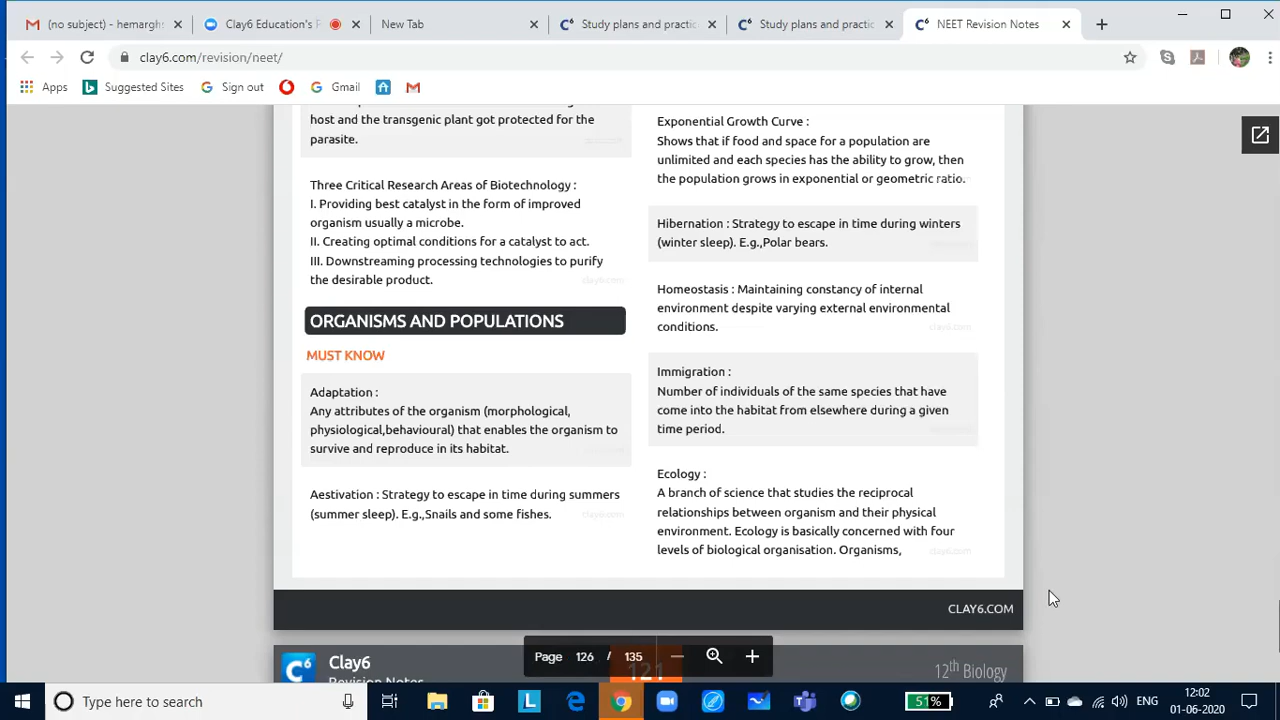 (no subject) - hemarghs
Clay6 Education's P
New Tab
Study plans and practic
Study plans and practic
NEET Revision Notes
clay6.com/revision/neet/
Apps
Suggested Sites
Sign out
Gmail
host and the transgenic plant got protected for the
parasite.
Three Critical Research Areas of Biotechnology :
I. Providing best catalyst in the form of improved
organism usually a microbe.
II. Creating optimal conditions for a catalyst to act.
III. Downstreaming processing technologies to purify
the desirable product.
clay6.com
ORGANISMS AND POPULATIONS
MUST KNOW
Adaptation :
Any attributes of the organism (morphological,
physiological,behavioural) that enables the organism to
survive and reproduce in its habitat.
Aestivation : Strategy to escape in time during summers
(summer sleep). E.g.,Snails and some fishes.
clay6.com
Exponential Growth Curve :
Shows that if food and space for a population are
unlimited and each species has the ability to grow, then
the population grows in exponential or geometric ratio.
Hibernation : Strategy to escape in time during winters
(winter sleep). E.g.,Polar bears.
Homeostasis : Maintaining constancy of internal
environment despite varying external environmental
conditions.
clay6.com
Immigration :
Number of individuals of the same species that have
come into the habitat from elsewhere during a given
time period.
Ecology :
A branch of science that studies the reciprocal
relationships between organism and their physical
environment. Ecology is basically concerned with four
levels of biological organisation. Organisms,
clay6.com
CLAY6.COM
Page 126 / 135
121
Clay6
Revision Notes
12th Biology
Type here to search
51%
ENG
12:02
01-06-2020